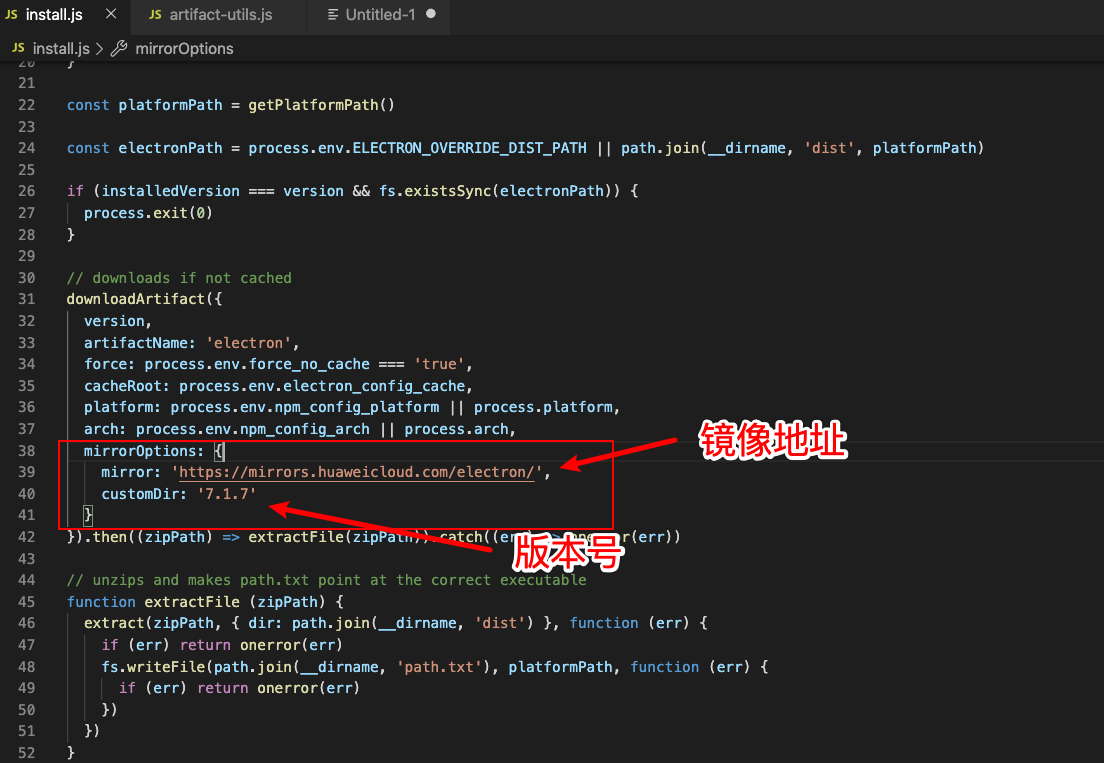 JS install.js × JS artifact-utils.js Untitled-1 ●
JS install.js > mirrorOptions
20 }
21
22 const platformPath = getPlatformPath()
23
24 const electronPath = process.env.ELECTRON_OVERRIDE_DIST_PATH || path.join(__dirname, 'dist', platformPath)
25
26 if (installedVersion === version && fs.existsSync(electronPath)) {
27   process.exit(0)
28 }
29
30 // downloads if not cached
31 downloadArtifact({
32   version,
33   artifactName: 'electron',
34   force: process.env.force_no_cache === 'true',
35   cacheRoot: process.env.electron_config_cache,
36   platform: process.env.npm_config_platform || process.platform,
37   arch: process.env.npm_config_arch || process.arch,
38   mirrorOptions: {
镜像地址
39     mirror: 'https://mirrors.huaweicloud.com/electron/',
40     customDir: '7.1.7'
41   }
42 }).then((zipPath) => extractFile(zipPath)).catch((err) (err))
版本号
43
44 // unzips and makes path.txt point at the correct executable
45 function extractFile (zipPath) {
46   extract(zipPath, { dir: path.join(__dirname, 'dist') }, function (err) {
47     if (err) return onerror(err)
48     fs.writeFile(path.join(__dirname, 'path.txt'), platformPath, function (err) {
49       if (err) return onerror(err)
50     })
51   })
52 }